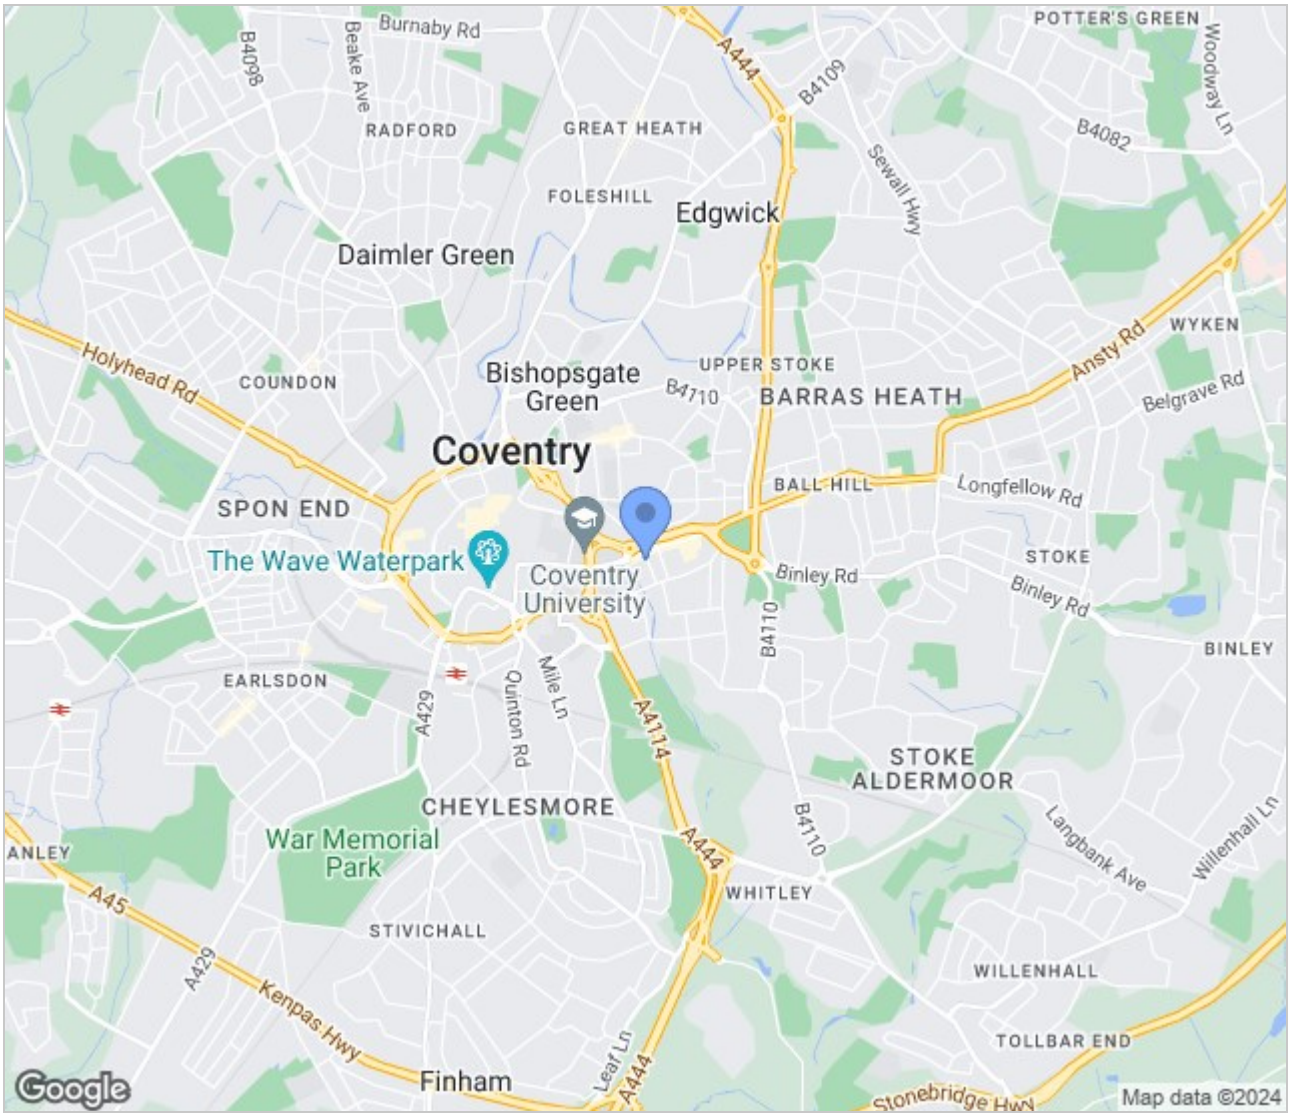 POTTER'S GREEN
Burnaby Rd
B4098
Beake Ave
A444
B4109
Woodway Ln
RADFORD
GREAT HEATH
B4082
Sewall Hwy
FOLESHILL
Edgwick
Daimler Green
WYKEN
Ansty Rd
Holyhead Rd
COUNDON
Bishopsgate
Green
UPPER STOKE
B4110
BARRAS HEATH
Belgrave Rd
Coventry
BALL HILL
Longfellow Rd
SPON END
The Wave Waterpark
Coventry
University
Binley Rd
STOKE
Binley Rd
B4110
BINLEY
EARLSDON
A429
Quinton Rd
Mile Ln
A4114
STOKE
ALDERMOOR
CHEYLESMORE
War Memorial
Park
A444
B4110
Langbank Ave
Willenhall Ln
ANLEY
A45
WHITLEY
STIVICHALL
A429
WILLENHALL
Kenpas Hwy
TOLLBAR END
Finham
Leaf Ln
A444
Stonebridge Hwy
Google
Map data ©2024